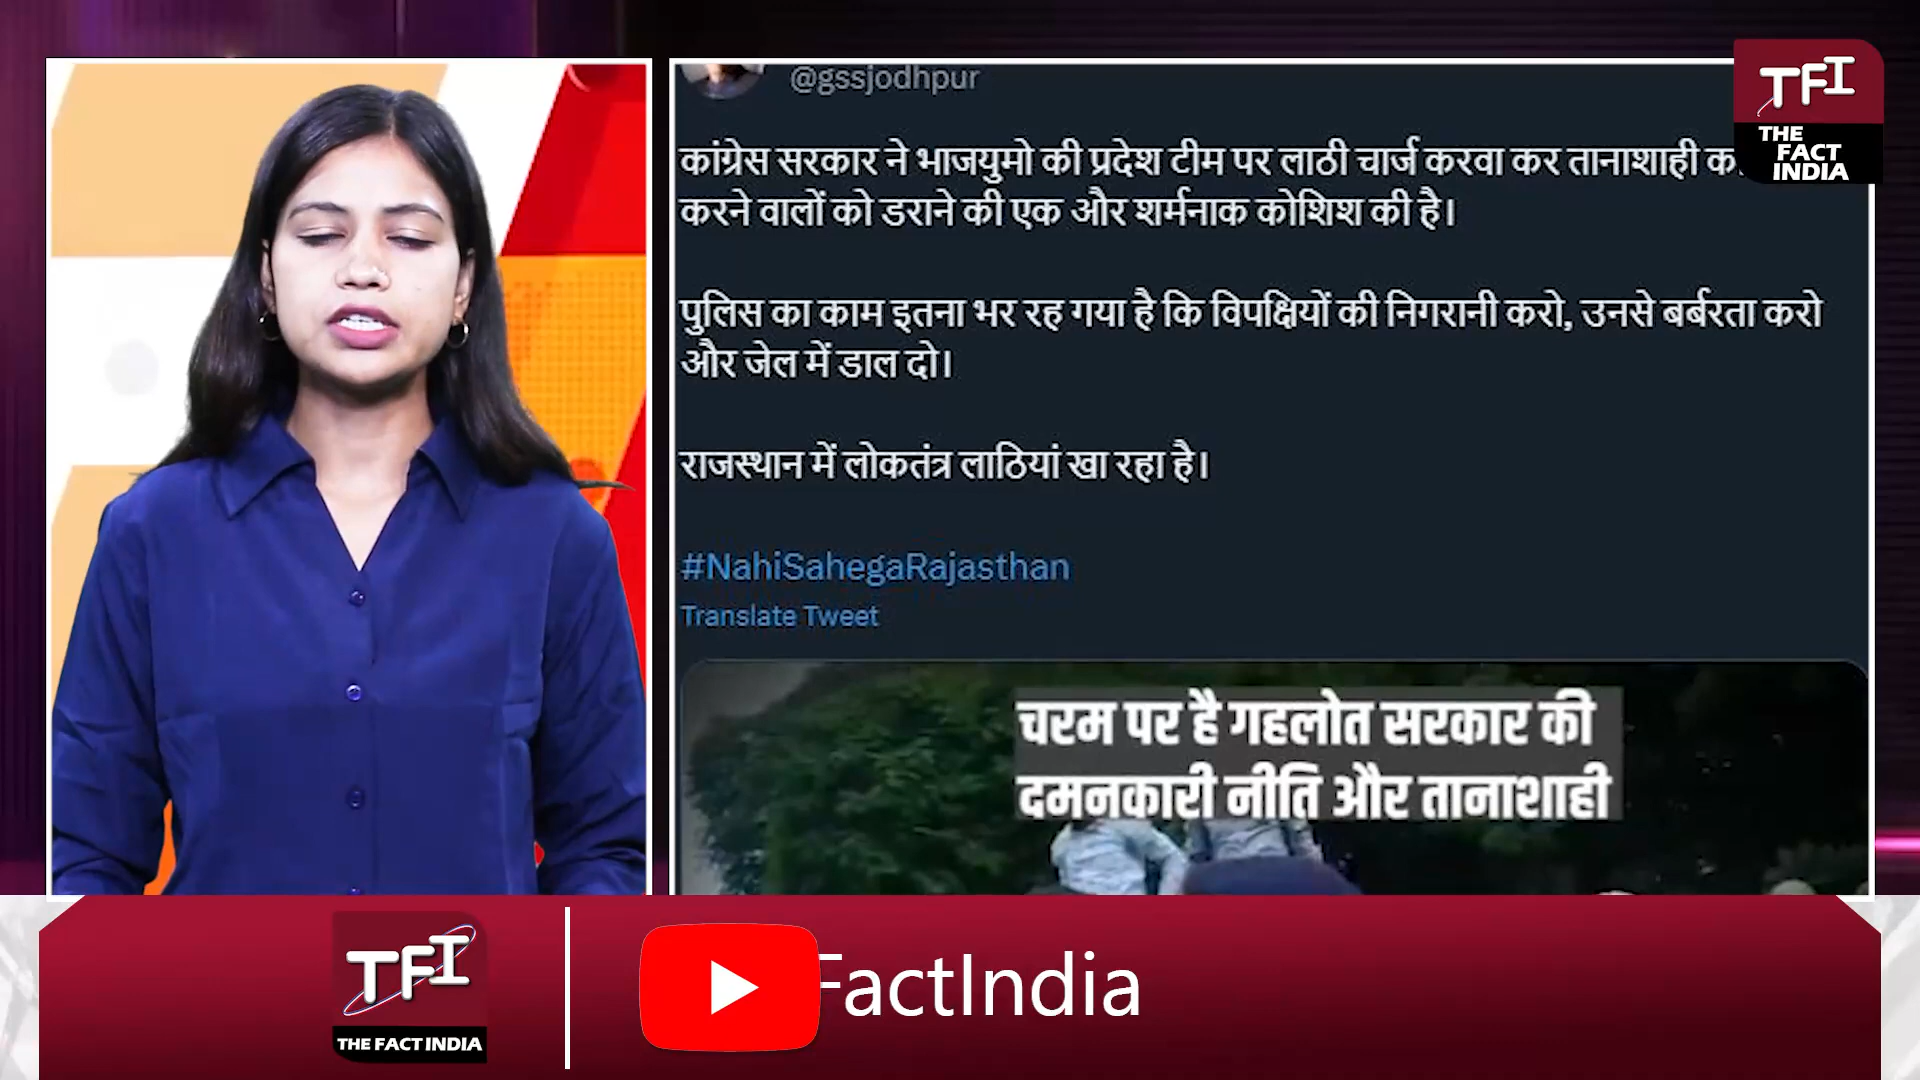 @gssjodhpur
कांग्रेस सरकार ने भाजयुमो की प्रदेश टीम पर लाठी चार्ज करवा कर तानाशाही
करने वालों को डराने की एक और शर्मनाक कोशिश की है।
पुलिस का काम इतना भर रह गया है कि विपक्षियों की निगरानी करो, उनसे बर्बरता करो
और जेल में डाल दो।
राजस्थान में लोकतंत्र लाठियां खा रहा है।
#NahiSahegaRajasthan
Translate Tweet
चरम पर है गहलोत सरकार की
दमनकारी नीति और तानाशाही
TFI
THE
FACT
INDIA
TFI
THE FACT INDIA
FactIndia